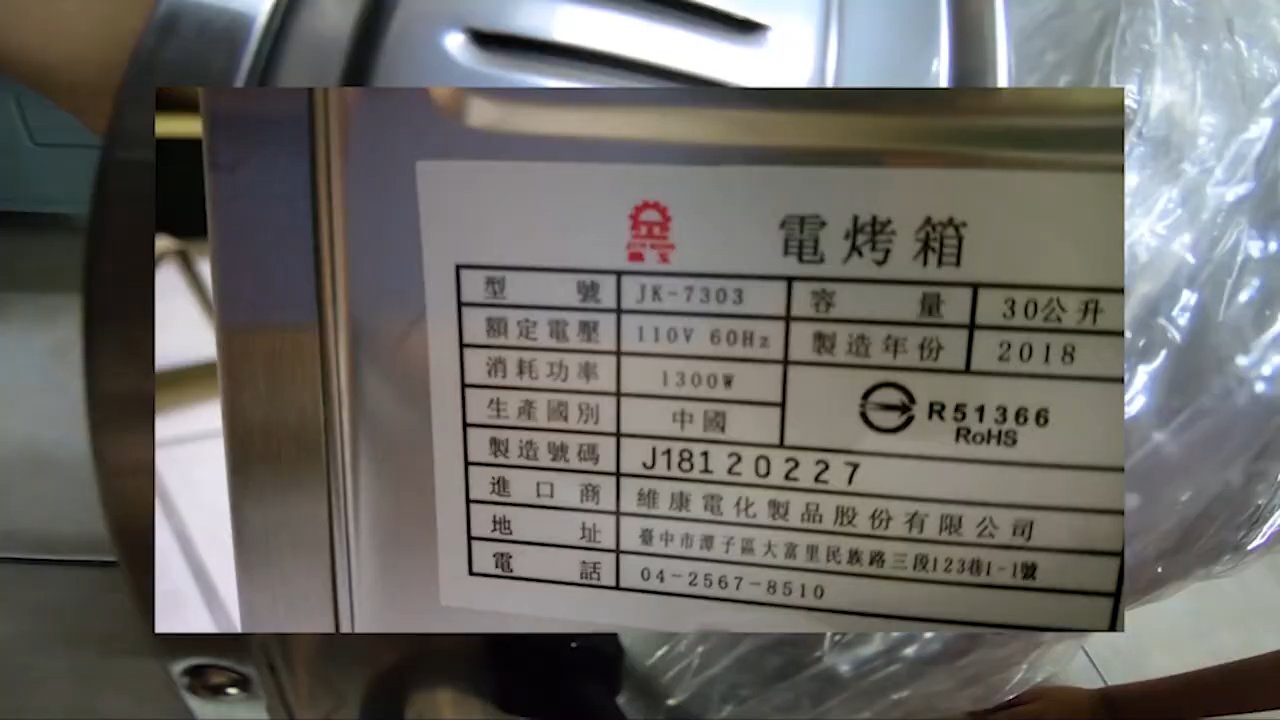 電烤箱
型號 JK-7303 容量 30公升
額定電壓 110V 60Hz 製造年份 2018
消耗功率 1300W
R51366
RoHS
生產國別 中國
製造號碼 J18120227
進口商 維康電化製品股份有限公司
地址 臺中市潭子區大富里民族路三段123巷1-1號
電話 04-2567-8510